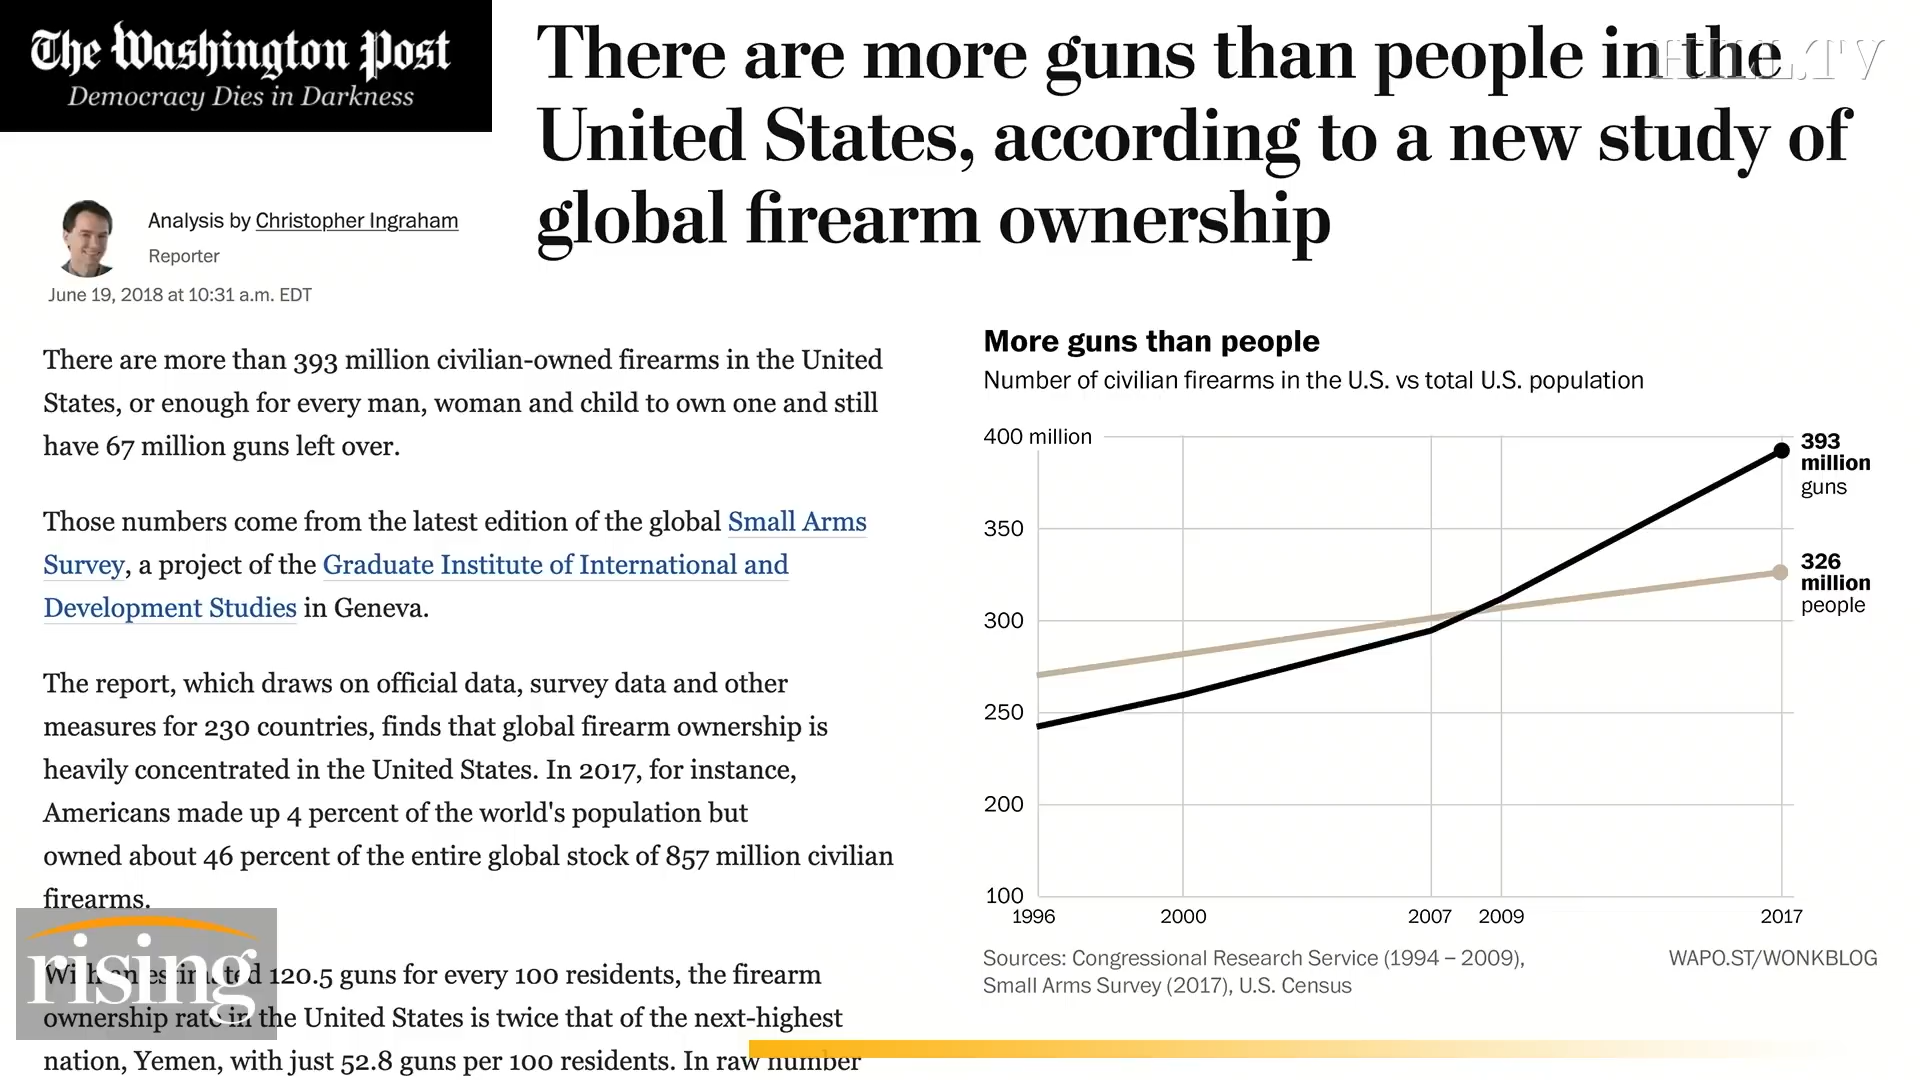 The Washington Post
Democracy Dies in Darkness
There are more guns than people in the
United States, according to a new study of
global firearm ownership
HILL.TV
Analysis by Christopher Ingraham
Reporter
June 19, 2018 at 10:31 a.m. EDT
There are more than 393 million civilian-owned firearms in the United
States, or enough for every man, woman and child to own one and still
have 67 million guns left over.
Those numbers come from the latest edition of the global Small Arms
Survey, a project of the Graduate Institute of International and
Development Studies in Geneva.
The report, which draws on official data, survey data and other
measures for 230 countries, finds that global firearm ownership is
heavily concentrated in the United States. In 2017, for instance,
Americans made up 4 percent of the world's population but
owned about 46 percent of the entire global stock of 857 million civilian
firearms.
With an estimated 120.5 guns for every 100 residents, the firearm
ownership rate in the United States is twice that of the next-highest
nation, Yemen, with just 52.8 guns per 100 residents. In raw number
rising
More guns than people
Number of civilian firearms in the U.S. vs total U.S. population
400 million
350
300
250
200
100
1996
2000
2007
2009
2017
393
million
guns
326
million
people
Sources: Congressional Research Service (1994 – 2009),
Small Arms Survey (2017), U.S. Census
WAPO.ST/WONKBLOG